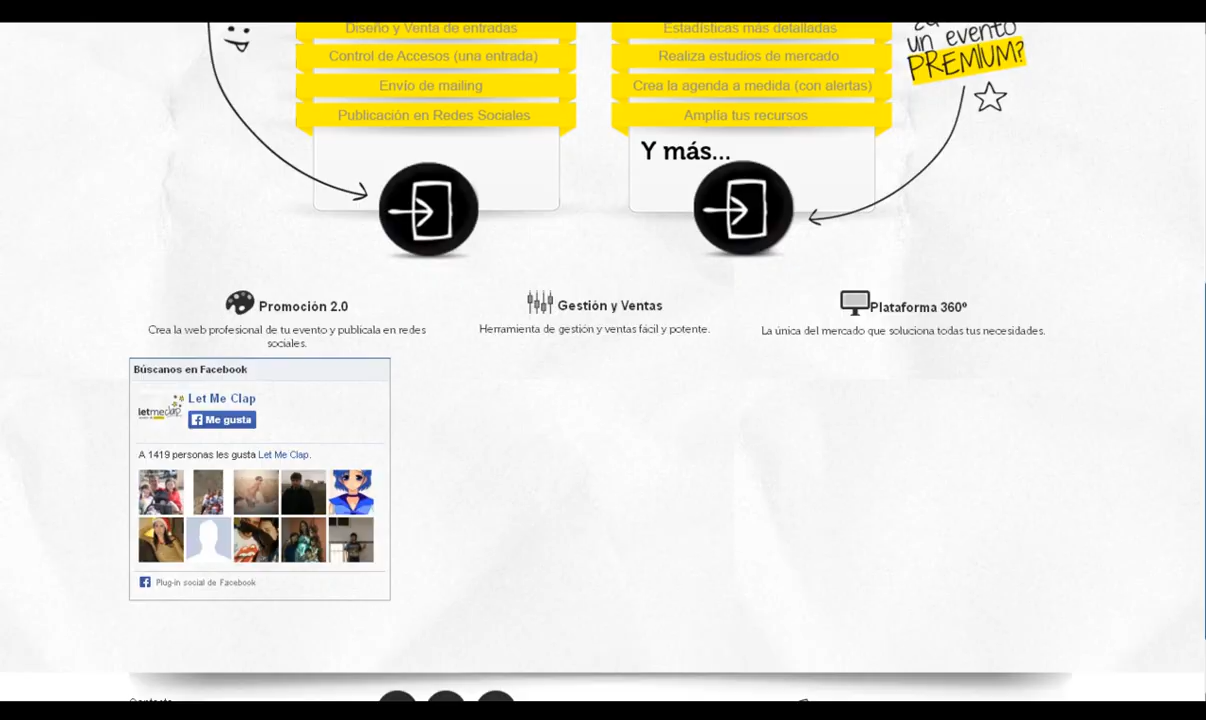 Diseño y Venta de entradas
Control de Accesos (una entrada)
Envío de mailing
Publicación en Redes Sociales
Estadísticas más detalladas
Realiza estudios de mercado
Crea la agenda a medida (con alertas)
Amplía tus recursos
Y más...
un evento
PREMIUM?
Promoción 2.0
Crea la web profesional de tu evento y publicala en redes
sociales.
Gestión y Ventas
Herramienta de gestión y ventas fácil y potente.
Plataforma 360º
La única del mercado que soluciona todas tus necesidades.
Búscanos en Facebook
letmeclap
Let Me Clap
Me gusta
A 1419 personas les gusta Let Me Clap.
Plug-in social de Facebook